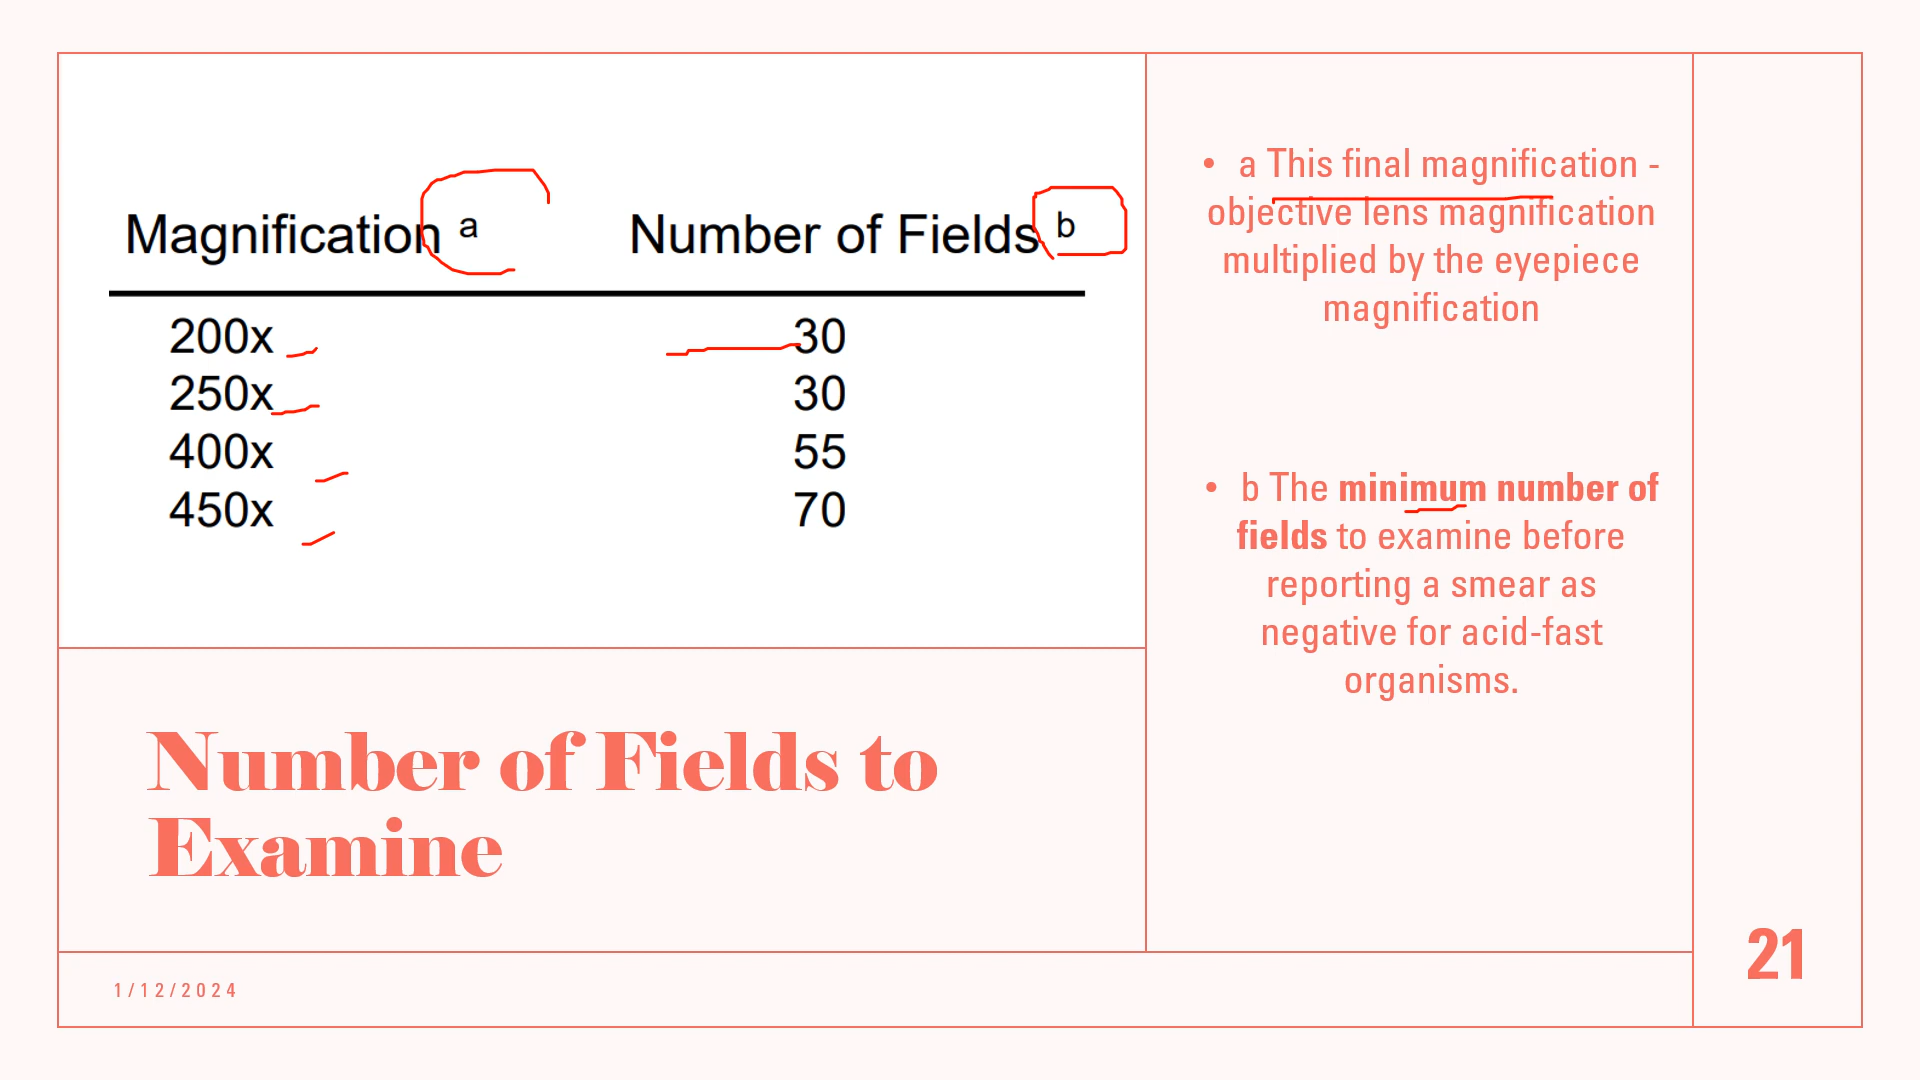 Magnification a Number of Fields b
200x 30
250x 30
400x 55
450x 70
• a This final magnification -
objective lens magnification
multiplied by the eyepiece
magnification
• b The minimum number of
fields to examine before
reporting a smear as
negative for acid-fast
organisms.
Number of Fields to
Examine
1/12/2024
21